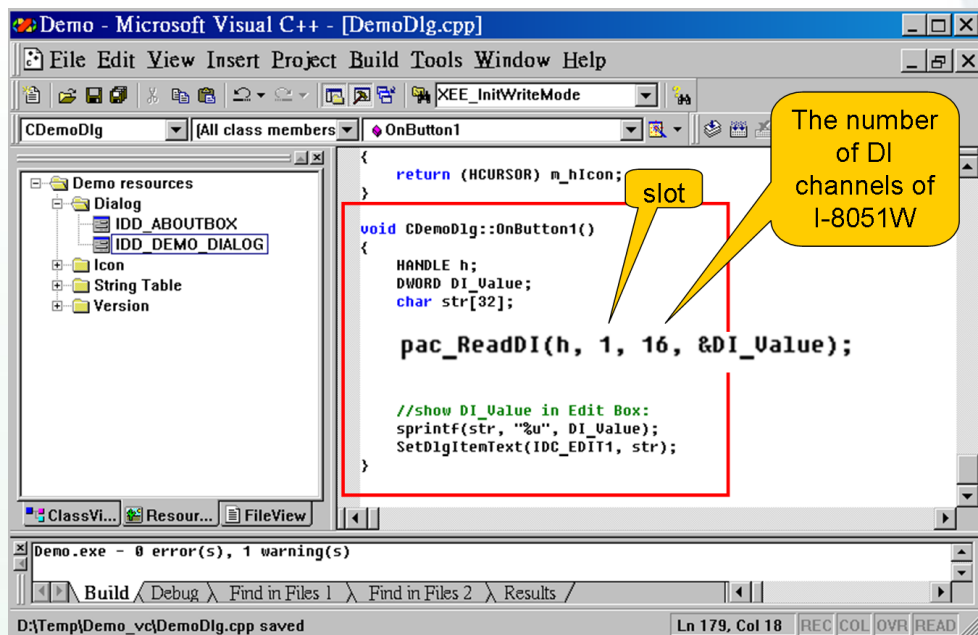 Demo - Microsoft Visual C++ - [DemoDlg.cpp]
File Edit View Insert Project Build Tools Window Help
XEE_InitWriteMode
CDemoDlg
(All class members
OnButton1
Demo resources
Dialog
IDD_ABOUTBOX
IDD_DEMO_DIALOG
Icon
String Table
Version
ClassVi... Resour... FileView
{
return (HCURSOR) m_hIcon;
}
void CDemoDlg::OnButton1()
{
HANDLE h;
DWORD DI_Value;
char str[32];
pac_ReadDI(h, 1, 16, &DI_Value);
//show DI_Value in Edit Box:
sprintf(str, "%u", DI_Value);
SetDlgItemText(IDC_EDIT1, str);
}
slot
The number
of DI
channels of
I-8051W
Demo.exe - 0 error(s), 1 warning(s)
Build Debug Find in Files 1 Find in Files 2 Results
D:\Temp\Demo_vc\DemoDlg.cpp saved
Ln 179, Col 18 REC COL OVR READ